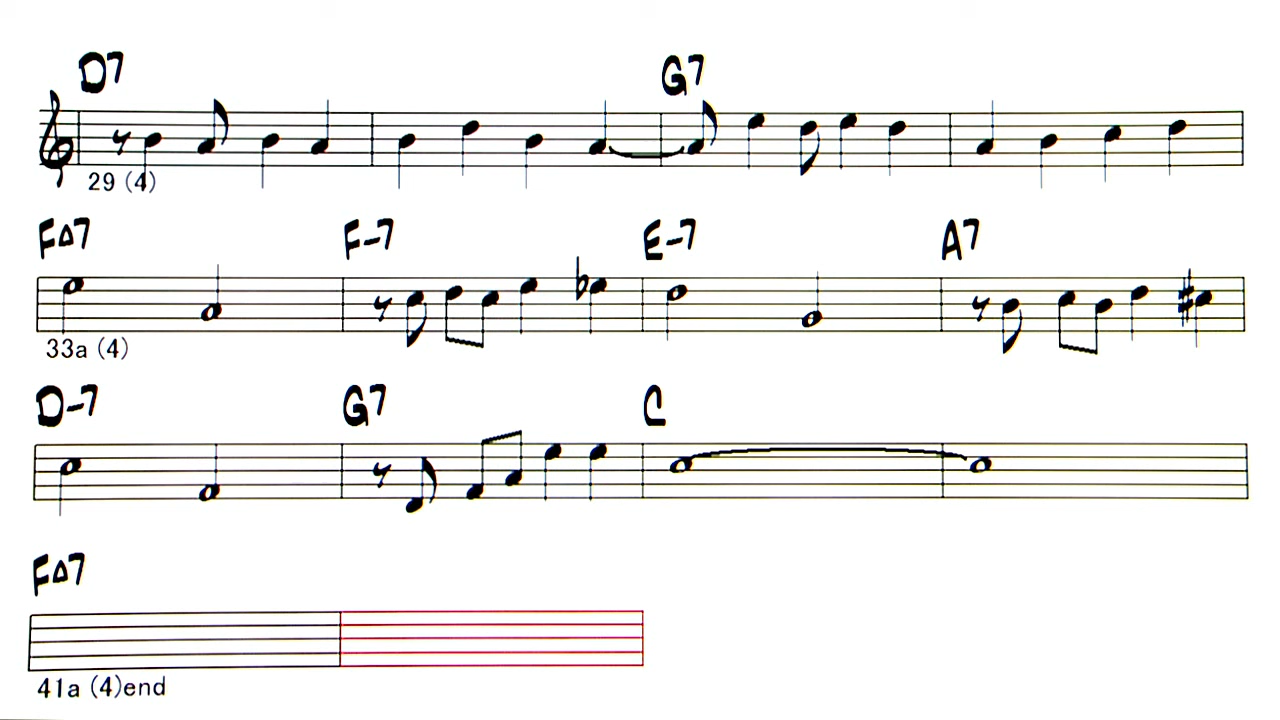 D7 G7
29 (4)
F△7 F-7 E-7 A7
33a (4)
D-7 G7 C
F△7
41a (4)end